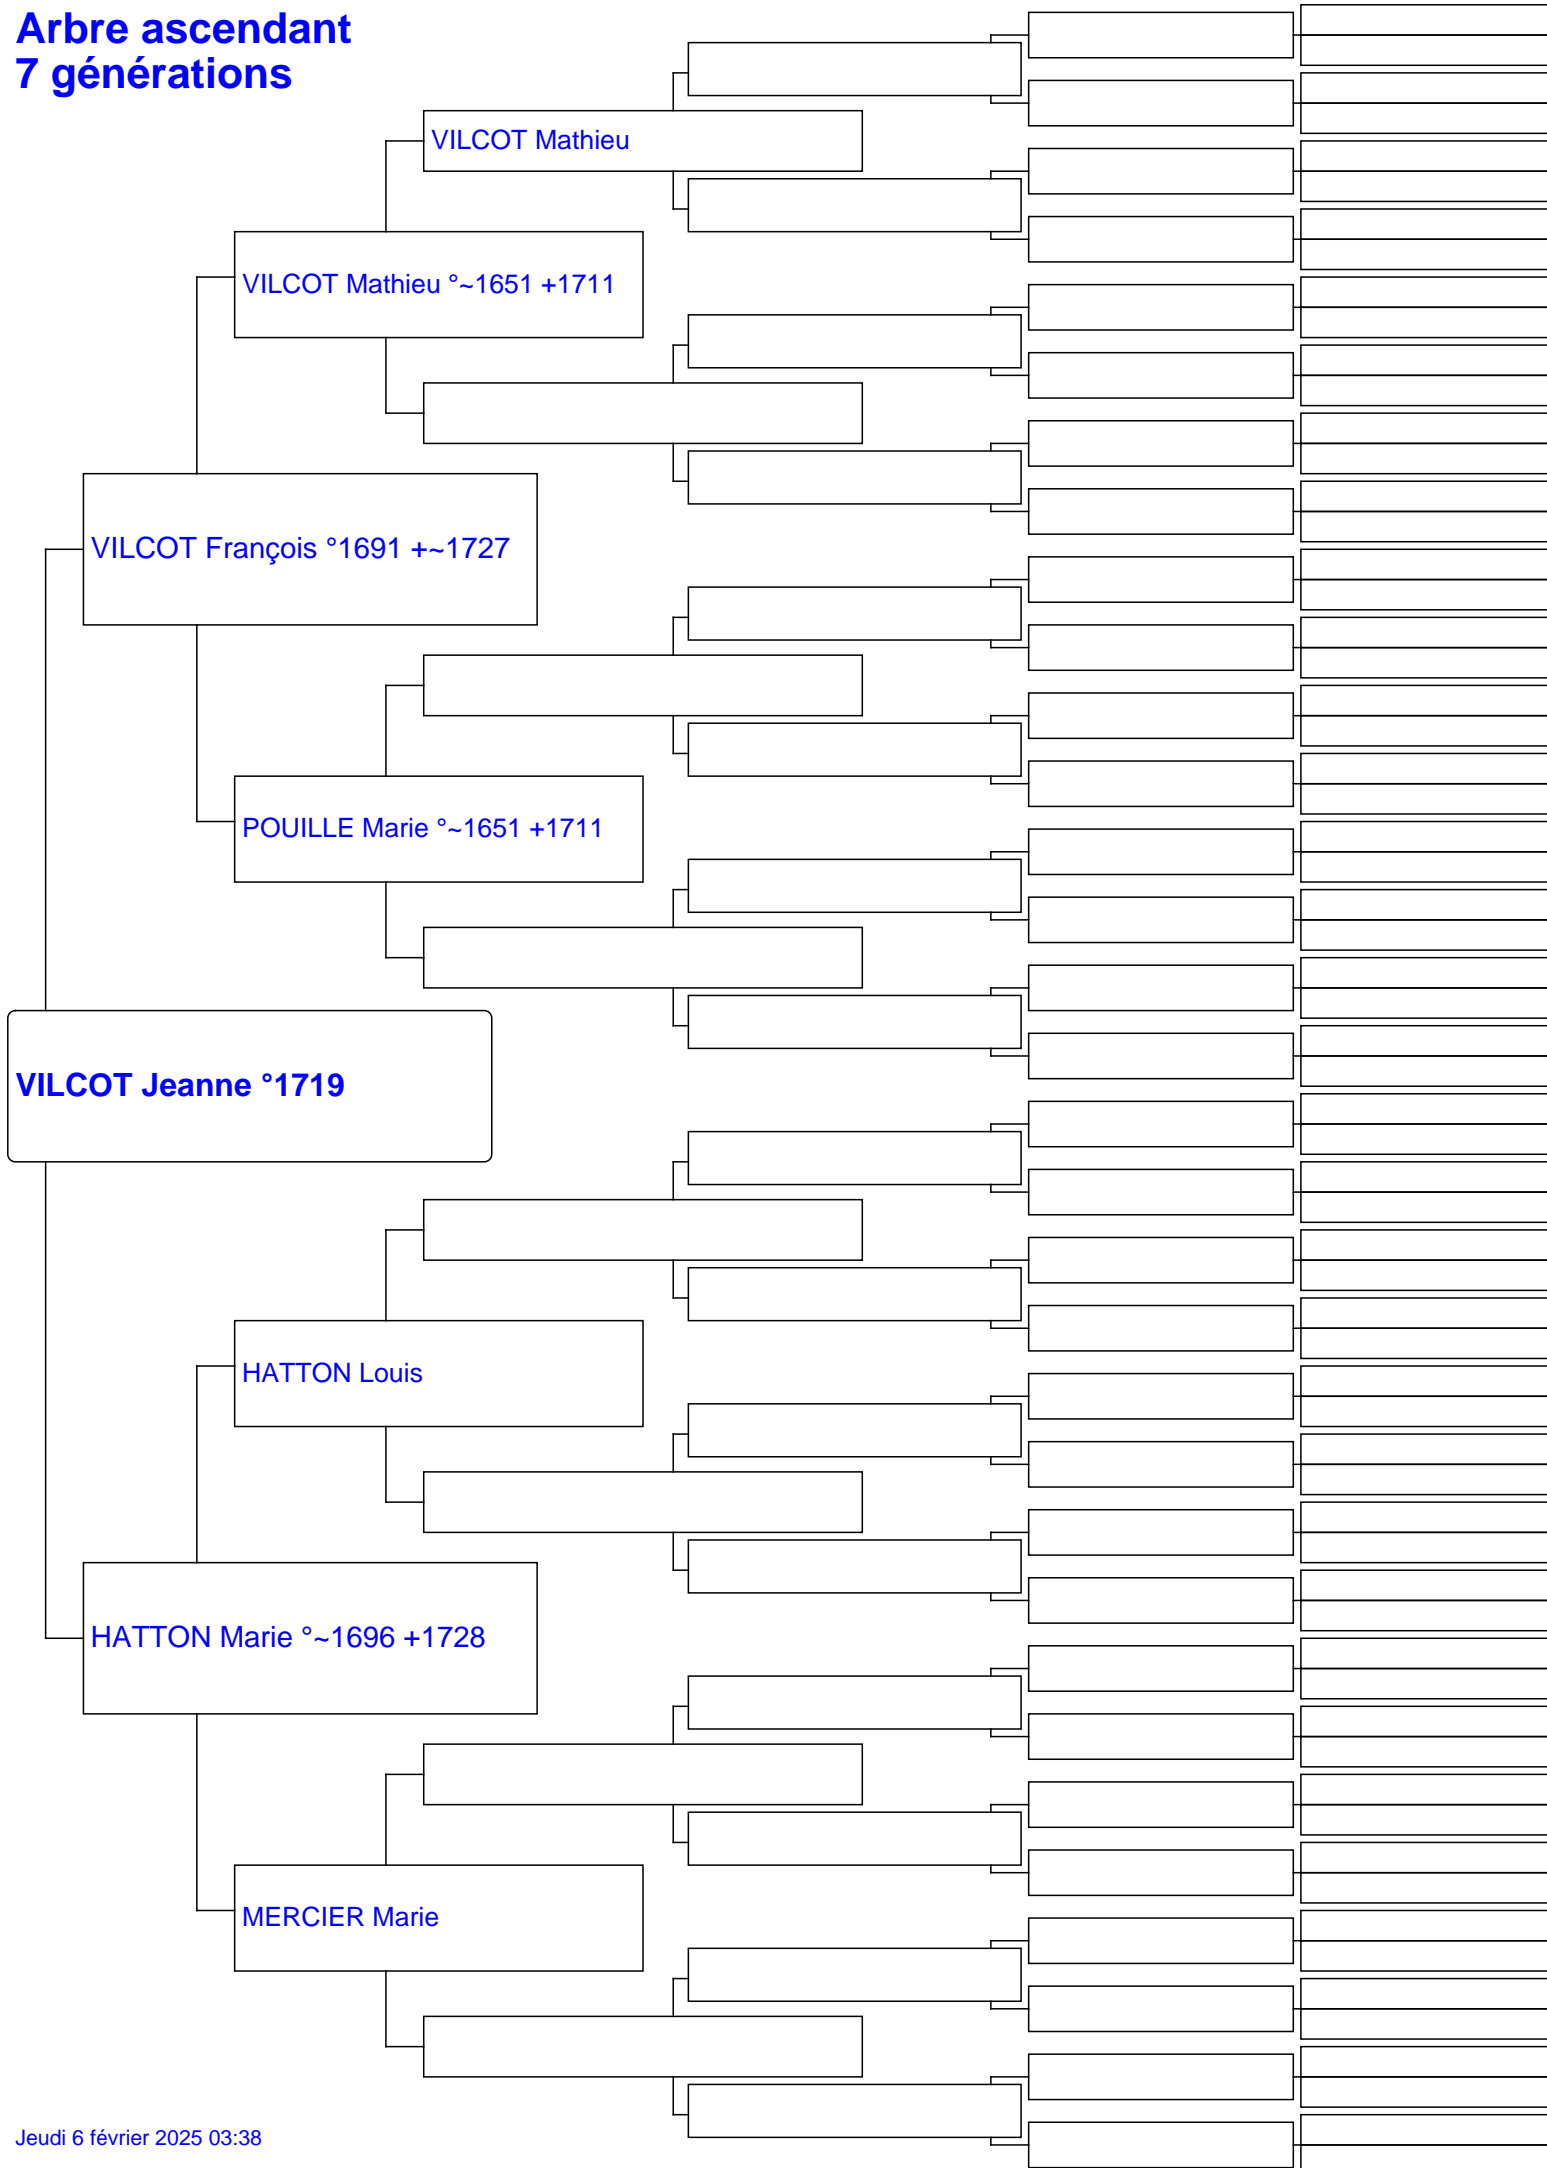 Arbre ascendant
7 générations
VILCOT Mathieu
VILCOT Mathieu °~1651 +1711
VILCOT François °1691 +~1727
POUILLE Marie °~1651 +1711
VILCOT Jeanne °1719
HATTON Louis
HATTON Marie °~1696 +1728
MERCIER Marie
Jeudi 6 février 2025 03:38